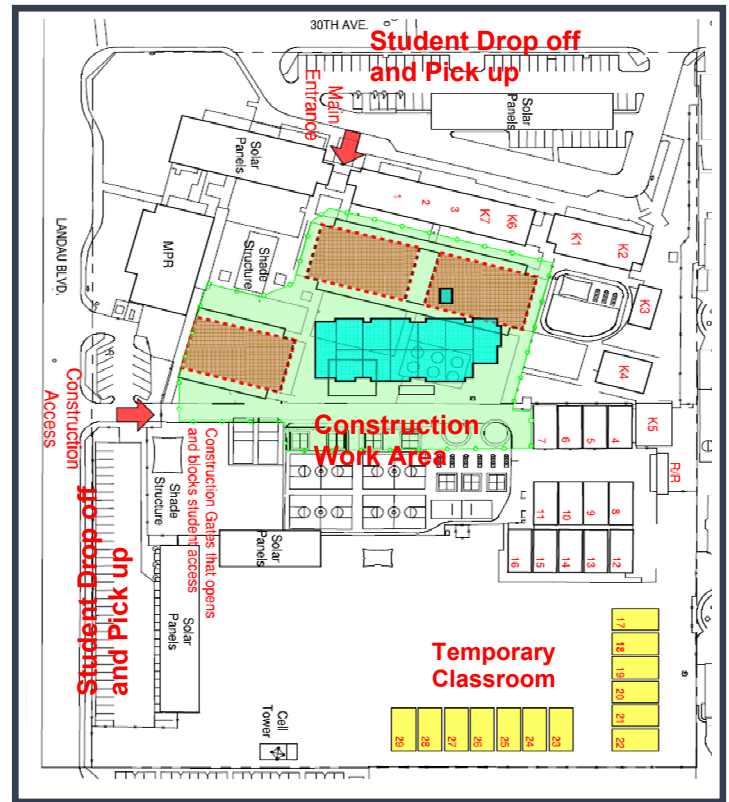 30TH AVE.
Student Drop off
and Pick up
Main
Entrance
Solar
Panels
Solar
Panels
1
2
3
K7
K6
K1
K2
K3
K4
K5
LANDAU BLVD.
MPR
Shade
Structure
Construction
Access
Construction
Work Area
7
6
5
4
R/R
Construction Gates that opens
and blocks student access
Shade
Structure
11
10
9
8
16
15
14
13
12
Solar
Panels
Student Drop off
and Pick up
Solar
Panels
Temporary
Classroom
17
18
19
20
21
22
Cell
Tower
29
28
27
26
25
24
23